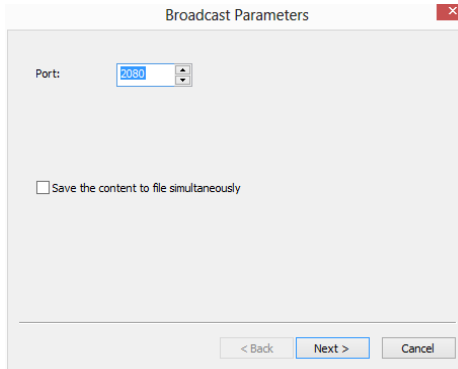 Broadcast Parameters
Port: 2080
Save the content to file simultaneously
< Back Next > Cancel